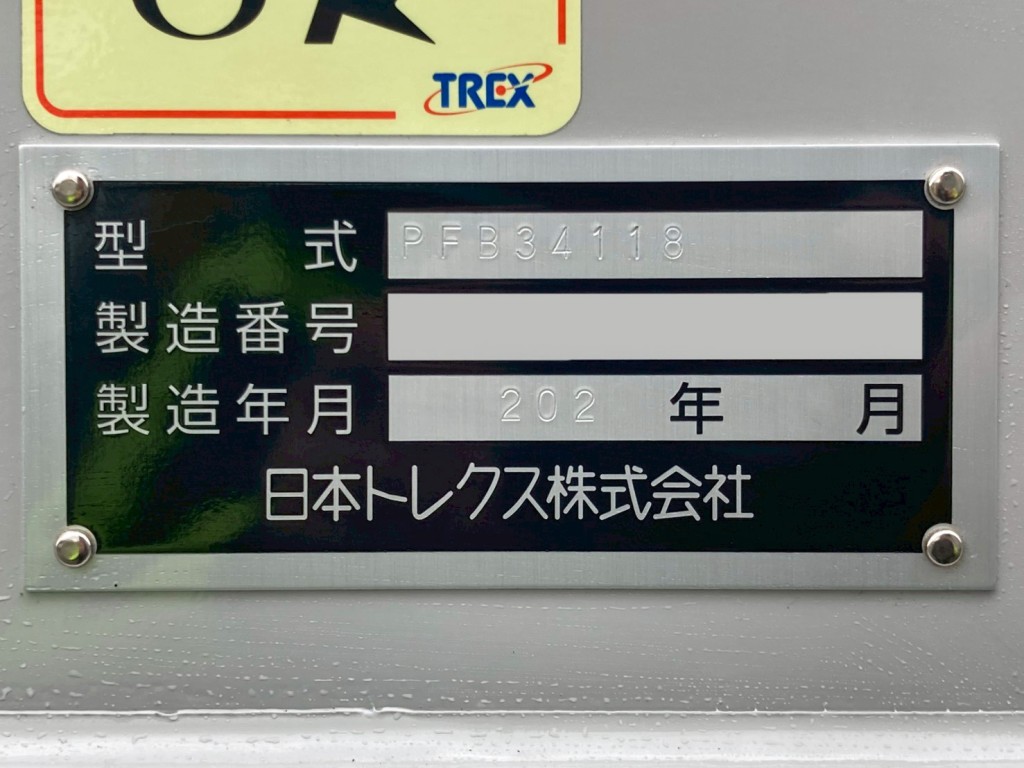 OK
TREX
型式 PFB34118
製造番号
製造年月 202 年 月
日本トレクス株式会社